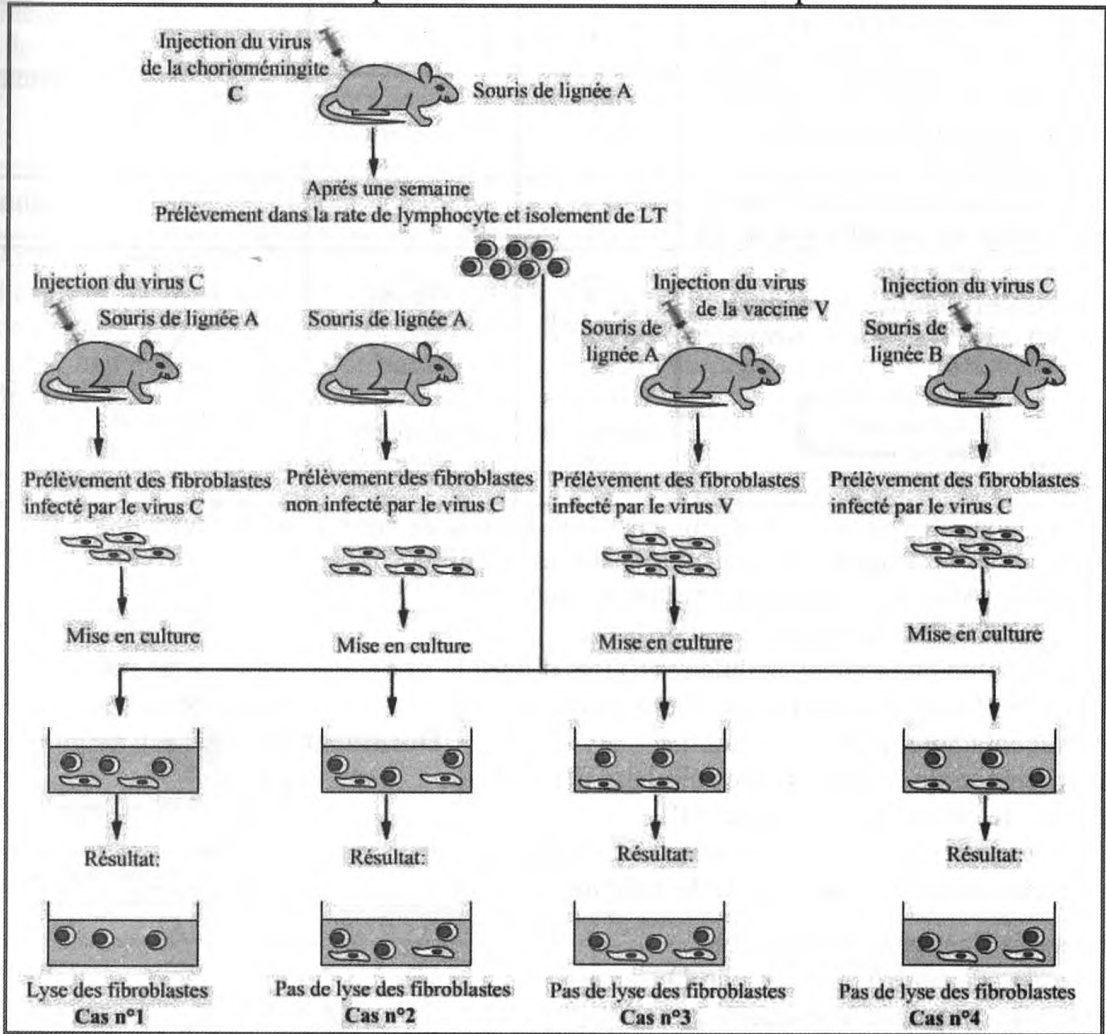 Injection du virus
de la chorioméningite
C
Souris de lignée A
Aprés une semaine
Prélèvement dans la rate de lymphocyte et isolement de LT
Injection du virus C
Souris de lignée A
Souris de lignée A
Injection du virus
de la vaccine V
Souris de
lignée A
Injection du virus C
Souris de
lignée B
Prélèvement des fibroblastes
infecté par le virus C
Prélèvement des fibroblastes
non infecté par le virus C
Prélèvement des fibroblastes
infecté par le virus V
Prélèvement des fibroblastes
infecté par le virus C
Mise en culture
Mise en culture
Mise en culture
Mise en culture
Résultat:
Résultat:
Résultat:
Résultat:
Lyse des fibroblastes
Cas n°1
Pas de lyse des fibroblastes
Cas n°2
Pas de lyse des fibroblastes
Cas n°3
Pas de lyse des fibroblastes
Cas n°4